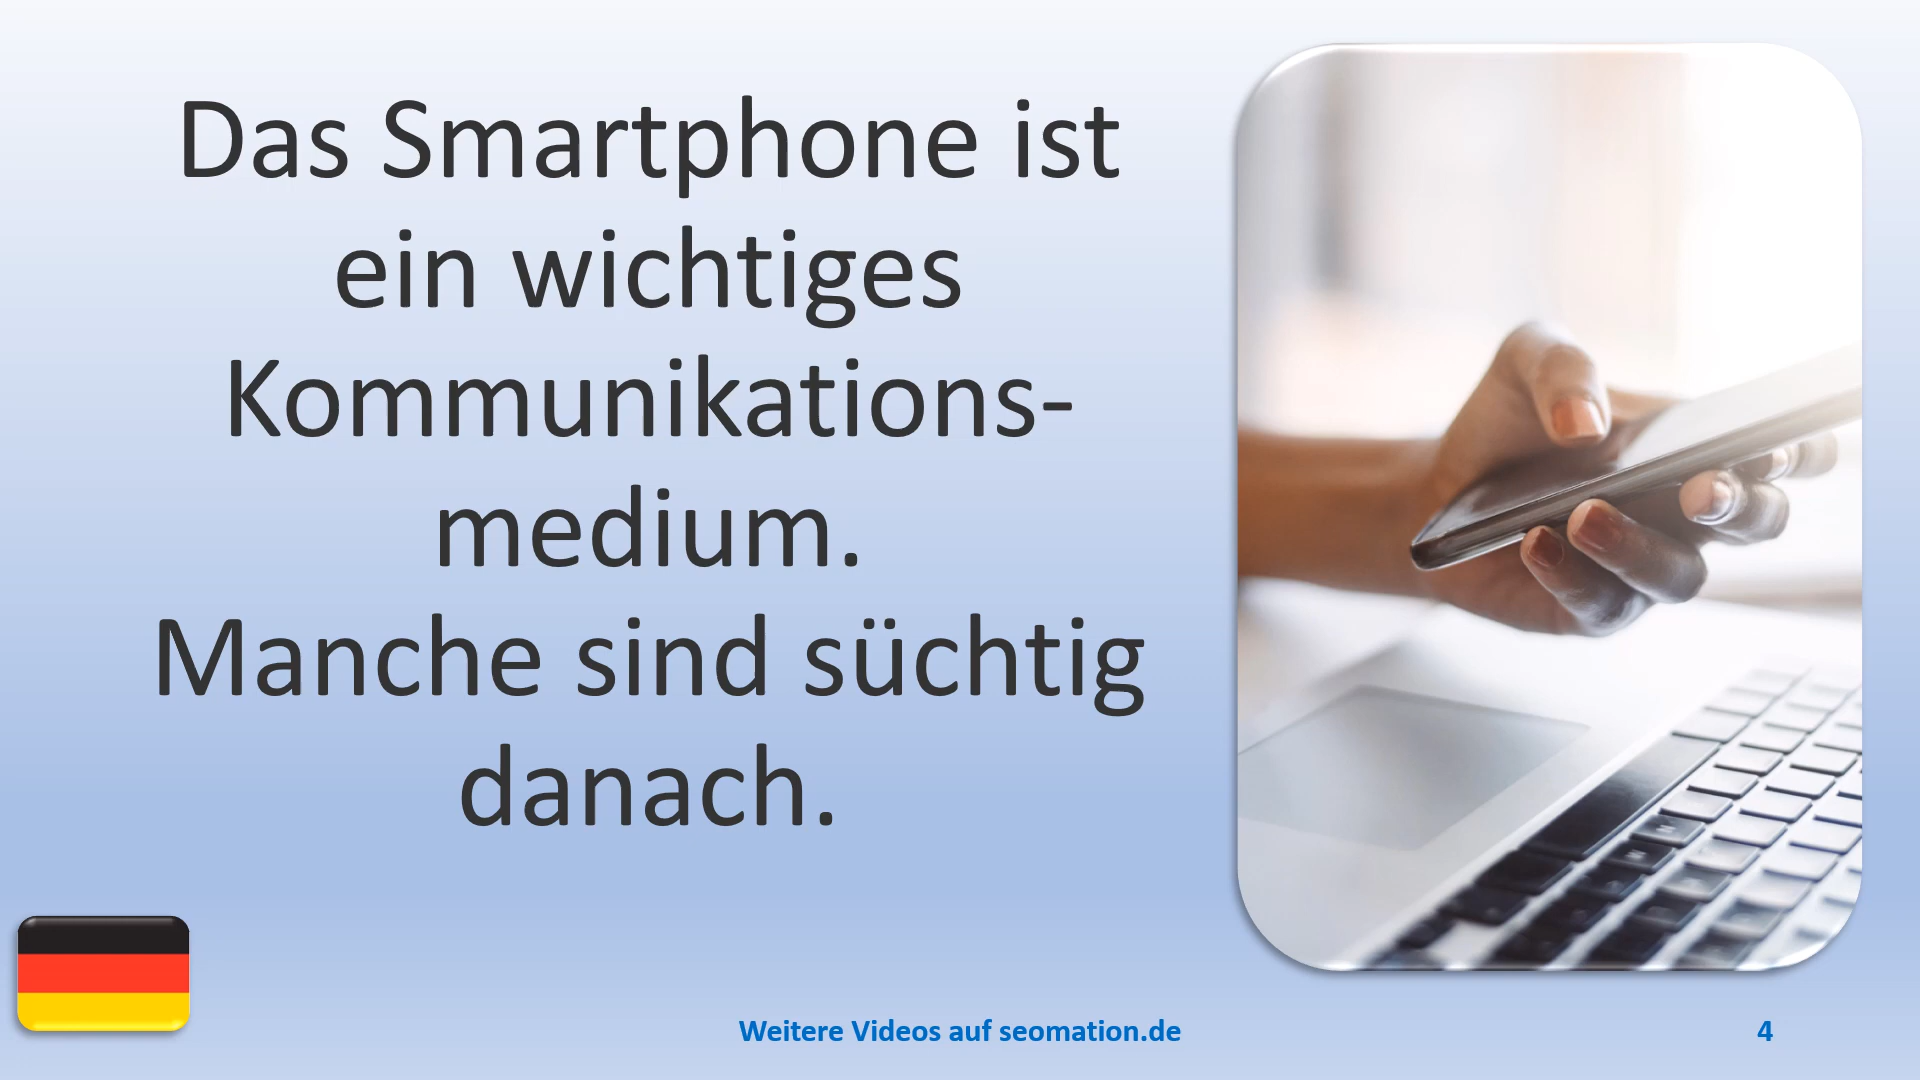 Das Smartphone ist
ein wichtiges
Kommunikations-
medium.
Manche sind süchtig
danach.
Weitere Videos auf seomation.de
4